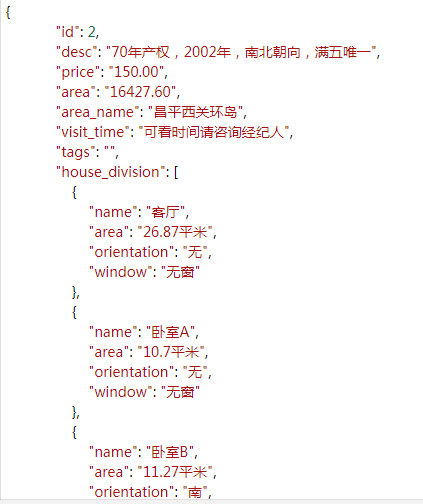 {
"id": 2,
"desc": "70年产权，2002年，南北朝向，满五唯一",
"price": "150.00",
"area": "16427.60",
"area_name": "昌平西关环岛",
"visit_time": "可看时间请咨询经纪人",
"tags": "",
"house_division": [
{
"name": "客厅",
"area": "26.87平米",
"orientation": "无",
"window": "无窗"
},
{
"name": "卧室A",
"area": "10.7平米",
"orientation": "无",
"window": "无窗"
},
{
"name": "卧室B",
"area": "11.27平米",
"orientation": "南",